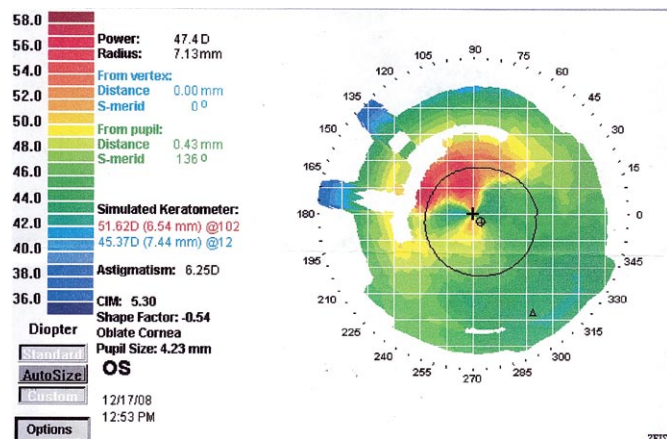 58.0
56.0
54.0
52.0
50.0
48.0
46.0
44.0
42.0
40.0
38.0
36.0
Diopter
Standard
AutoSize
Custom
Options
Power: 47.4 D
Radius: 7.13 mm
From vertex:
Distance 0.00 mm
S-merid 0º
From pupil:
Distance 0.43 mm
S-merid 136º
Simulated Keratometer:
51.62D (6.54 mm) @102
45.37D (7.44 mm) @12
Astigmatism: 6.25D
CIM: 5.30
Shape Factor: -0.54
Oblate Cornea
Pupil Size: 4.23 mm
OS
12/17/08
12:53 PM
90
75
60
45
30
15
0
345
330
315
300
285
270
255
240
225
210
195
180
165
150
135
120
105